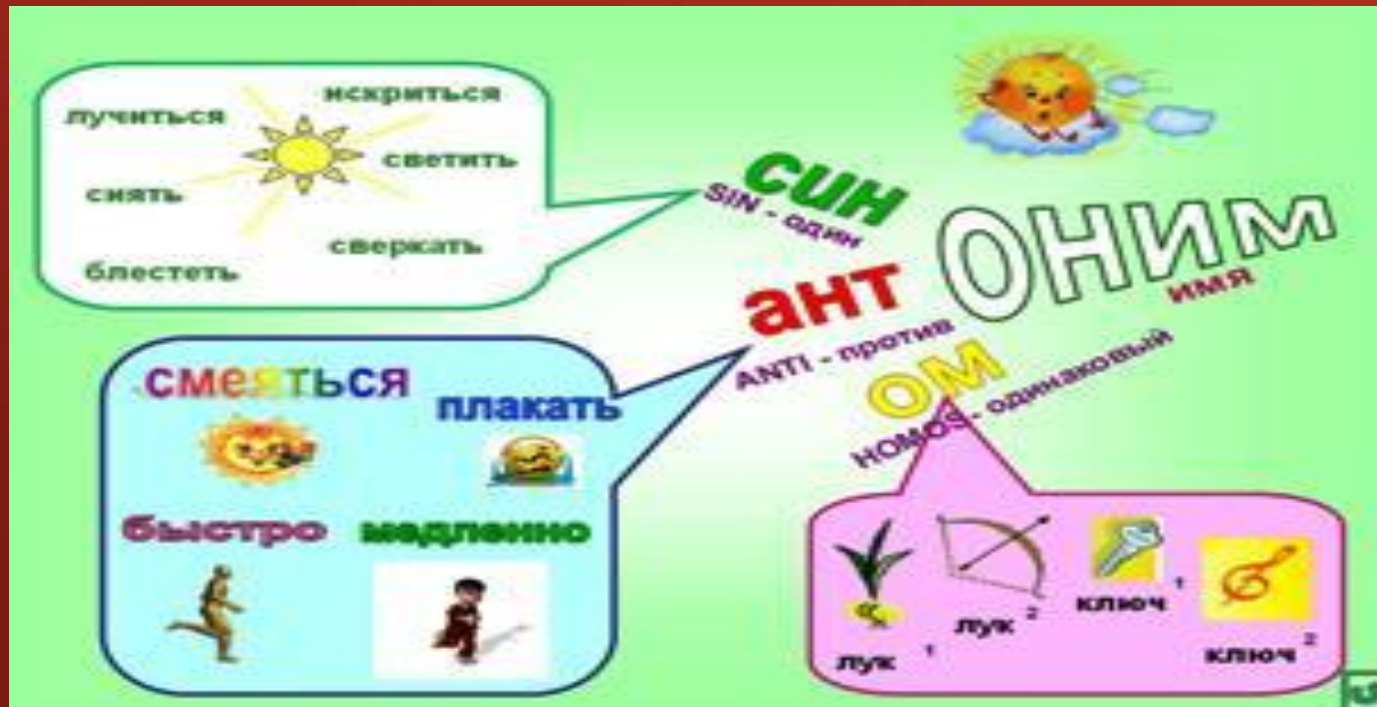 лучиться
искриться
светить
сиять
сверкать
блестеть
син
SIN - один
ант
ANTI - против
ом
HOMOS - одинаковый
ОНИМ
имя
смеяться
плакать
быстро
медленно
лук 1
лук 2
ключ 1
ключ 2